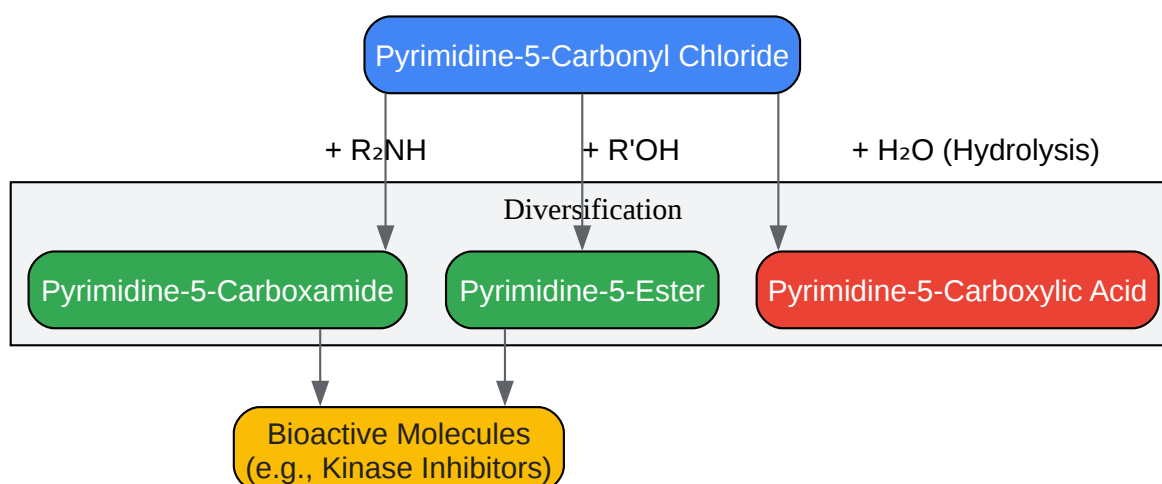 Pyrimidine-5-Carbonyl Chloride
+ R₂NH
+ R'OH
+ H₂O (Hydrolysis)
Diversification
Pyrimidine-5-Carboxamide
Pyrimidine-5-Ester
Pyrimidine-5-Carboxylic Acid
Bioactive Molecules
(e.g., Kinase Inhibitors)